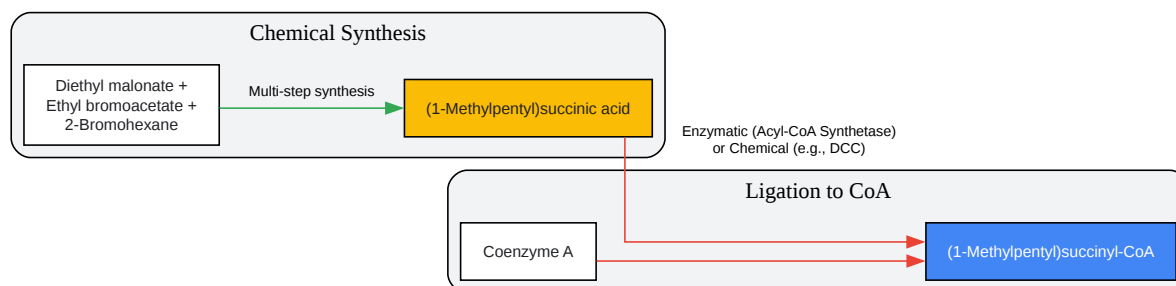 Chemical Synthesis
Diethyl malonate +
Ethyl bromoacetate +
2-Bromohexane
Multi-step synthesis
(1-Methylpentyl)succinic acid
Enzymatic (Acyl-CoA Synthetase)
or Chemical (e.g., DCC)
Ligation to CoA
Coenzyme A
(1-Methylpentyl)succinyl-CoA